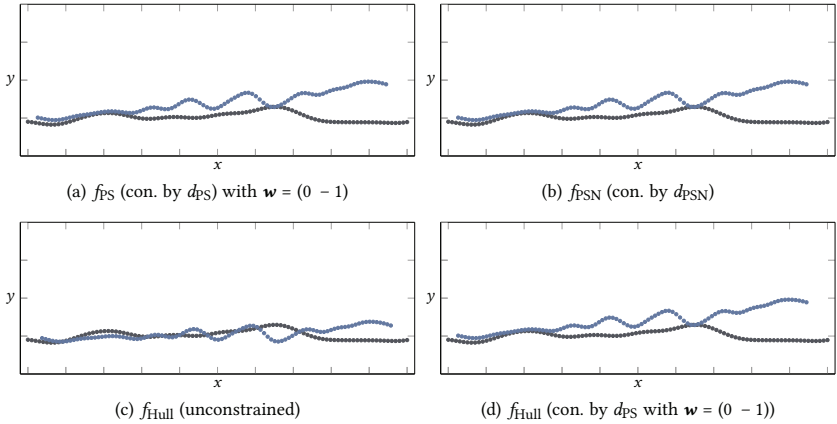 y
x
(a) fPS (con. by dPS) with w = (0 − 1)
y
x
(b) fPSN (con. by dPSN)
y
x
(c) fHull (unconstrained)
y
x
(d) fHull (con. by dPS with w = (0 − 1))